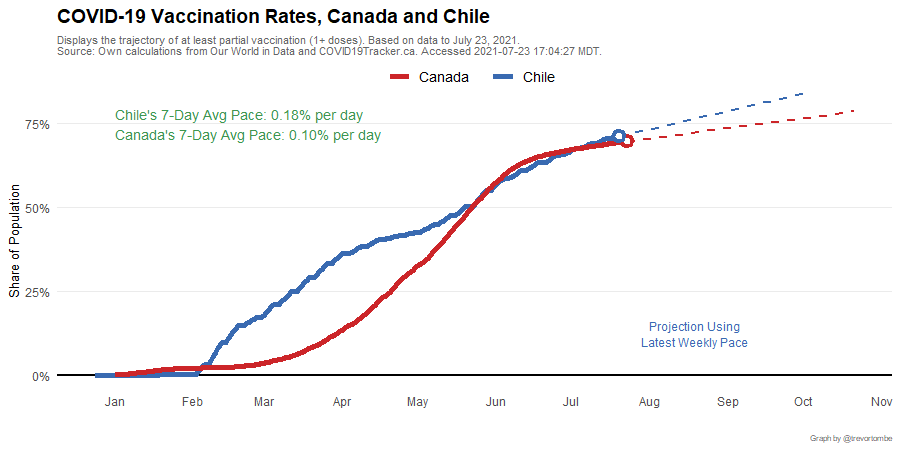 COVID-19 Vaccination Rates, Canada and Chile
Displays the trajectory of at least partial vaccination (1+ doses). Based on data to July 23, 2021.
Source: Own calculations from Our World in Data and COVID19Tracker.ca. Accessed 2021-07-23 17:04:27 MDT.
Canada Chile
Chile's 7-Day Avg Pace: 0.18% per day
Canada's 7-Day Avg Pace: 0.10% per day
75%
50%
25%
0%
Share of Population
Projection Using
Latest Weekly Pace
Jan Feb Mar Apr May Jun Jul Aug Sep Oct Nov
Graph by @trevortombe